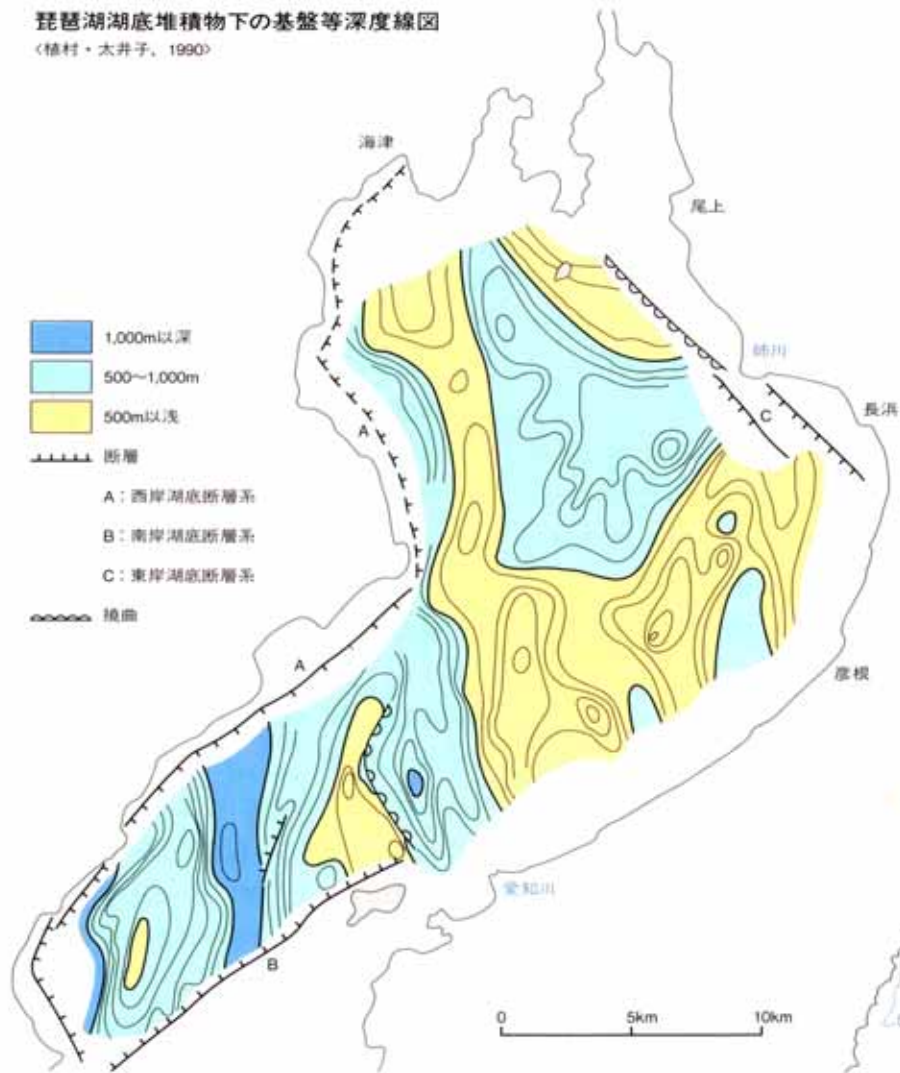 琵琶湖湖底堆積物下の基盤等深度線図
〈植村・太井子，1990〉
海津
尾上
1,000m以深
500〜1,000m
500m以浅
断層
A：西岸湖底断層系
B：南岸湖底断層系
C：東岸湖底断層系
撓曲
姉川
長浜
C
A
A
彦根
愛知川
B
0 5km 10km